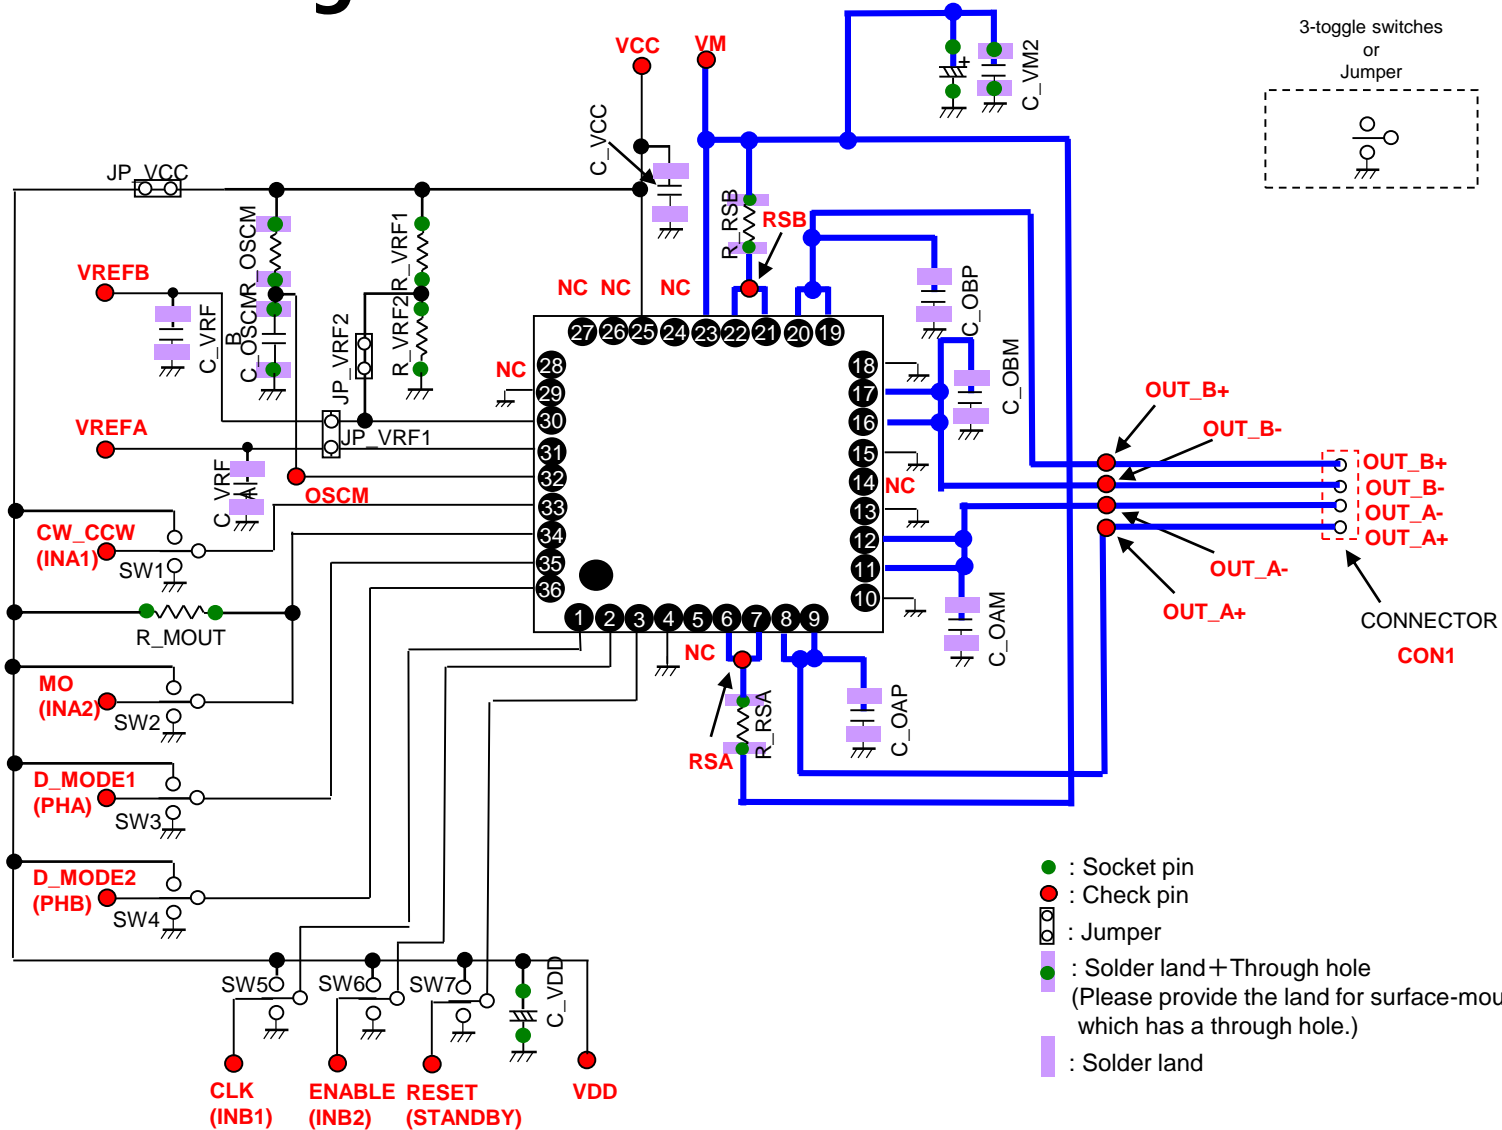 g
3-toggle switches
or
Jumper
VCC
VM
C_VM2
C_VCC
JP_VCC
R_RSB
RSB
R_OSCM
R_VRF1
VREFB
NC NC NC
C_OBP
C_VRF
B
C_OSCM
JP_VRF2
R_VRF2
27 26 25 24 23 22 21 20 19
C_OBM
NC
28
29
30
31
32
33
34
35
36
18
17
16
15
14
13
12
11
10
NC
OUT_B+
OUT_B-
VREFA
JP_VRF1
C_VRF
A
OSCM
OUT_B+
OUT_B-
OUT_A-
OUT_A+
CW_CCW
(INA1)
SW1
OUT_A-
OUT_A+
CONNECTOR
CON1
R_MOUT
1 2 3 4 5 6 7 8 9
C_OAM
NC
MO
(INA2)
SW2
R_RSA
C_OAP
RSA
D_MODE1
(PHA)
SW3
D_MODE2
(PHB)
SW4
: Socket pin
: Check pin
: Jumper
: Solder land＋Through hole
(Please provide the land for surface-mou
which has a through hole.)
: Solder land
SW5
SW6
SW7
C_VDD
CLK
(INB1)
ENABLE
(INB2)
RESET
(STANDBY)
VDD